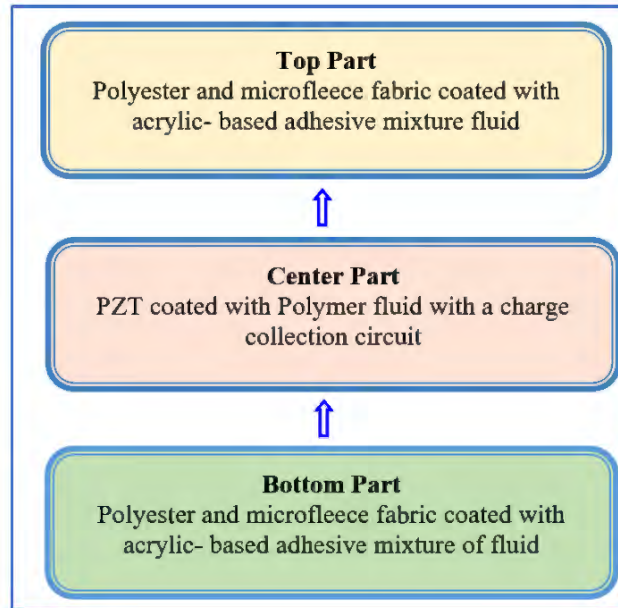 Top Part
Polyester and microfleece fabric coated with
acrylic- based adhesive mixture fluid
Center Part
PZT coated with Polymer fluid with a charge
collection circuit
Bottom Part
Polyester and microfleece fabric coated with
acrylic- based adhesive mixture of fluid